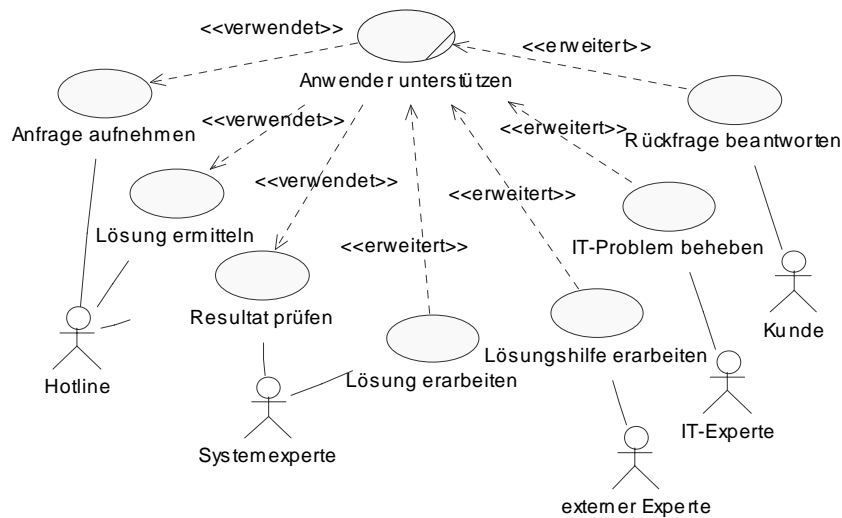 <<verwendet>>
<<erweitert>>
Anwender unterstützen
Anfrage aufnehmen
<<verwendet>>
<<erweitert>>
Rückfrage beantworten
<<verwendet>>
<<erweitert>>
Lösung ermitteln
<<erweitert>>
IT-Problem beheben
Resultat prüfen
Kunde
Lösungshilfe erarbeiten
Hotline
Lösung erarbeiten
IT-Experte
Systemexperte
externer Experte